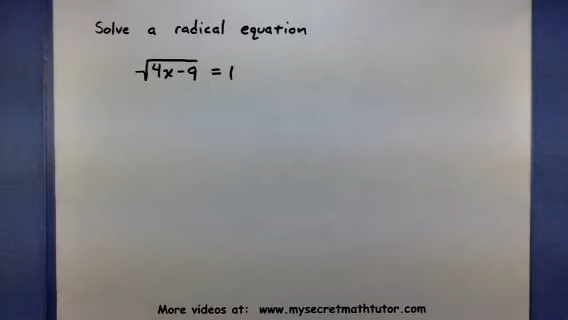 Solve a radical equation
√4x-9 = 1
More videos at: www.mysecretmathtutor.com